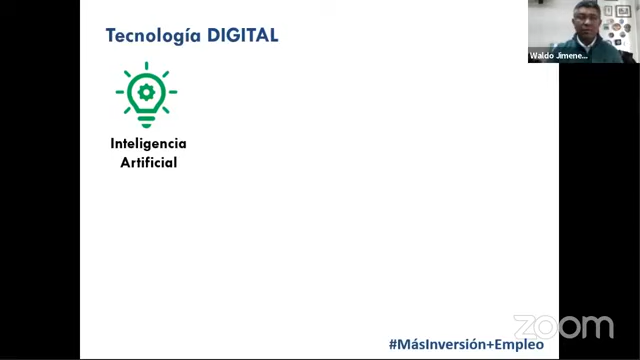 Tecnología DIGITAL
Waldo Jimene...
Inteligencia
Artificial
zoom
#MásInversión+Empleo